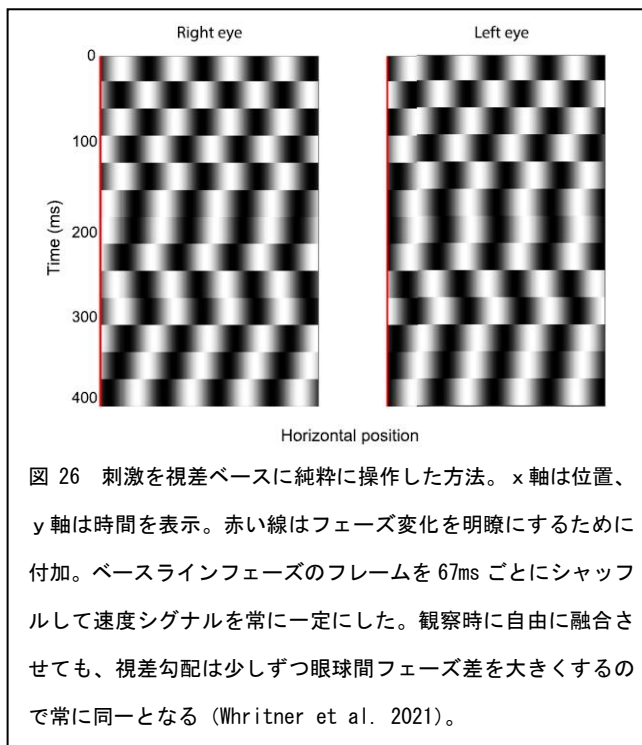 Right eye
Left eye
0
100
200
300
400
Time (ms)
Horizontal position
図 26　刺激を視差ベースに純粋に操作した方法。ｘ軸は位置、
ｙ軸は時間を表示。赤い線はフェーズ変化を明瞭にするために
付加。ベースラインフェーズのフレームを 67ms ごとにシャッフ
ルして速度シグナルを常に一定にした。観察時に自由に融合さ
せても、視差勾配は少しずつ眼球間フェーズ差を大きくするの
で常に同一となる（Whritner et al. 2021）。